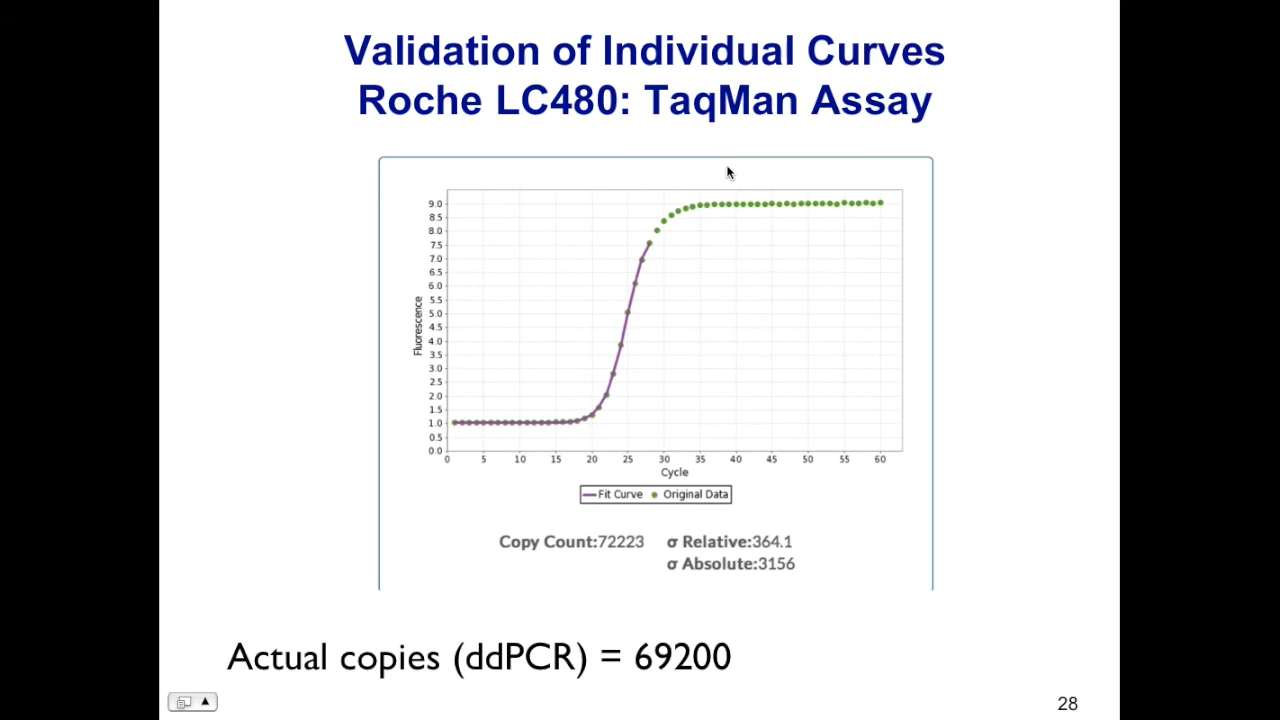 Validation of Individual Curves
Roche LC480: TaqMan Assay
9.0
8.5
8.0
7.5
7.0
6.5
6.0
5.5
5.0
4.5
4.0
3.5
3.0
2.5
2.0
1.5
1.0
0.5
0.0
Fluorescence
0 5 10 15 20 25 30 35 40 45 50 55 60
Cycle
Fit Curve Original Data
Copy Count:72223 σ Relative:364.1
σ Absolute:3156
Actual copies (ddPCR) = 69200
28